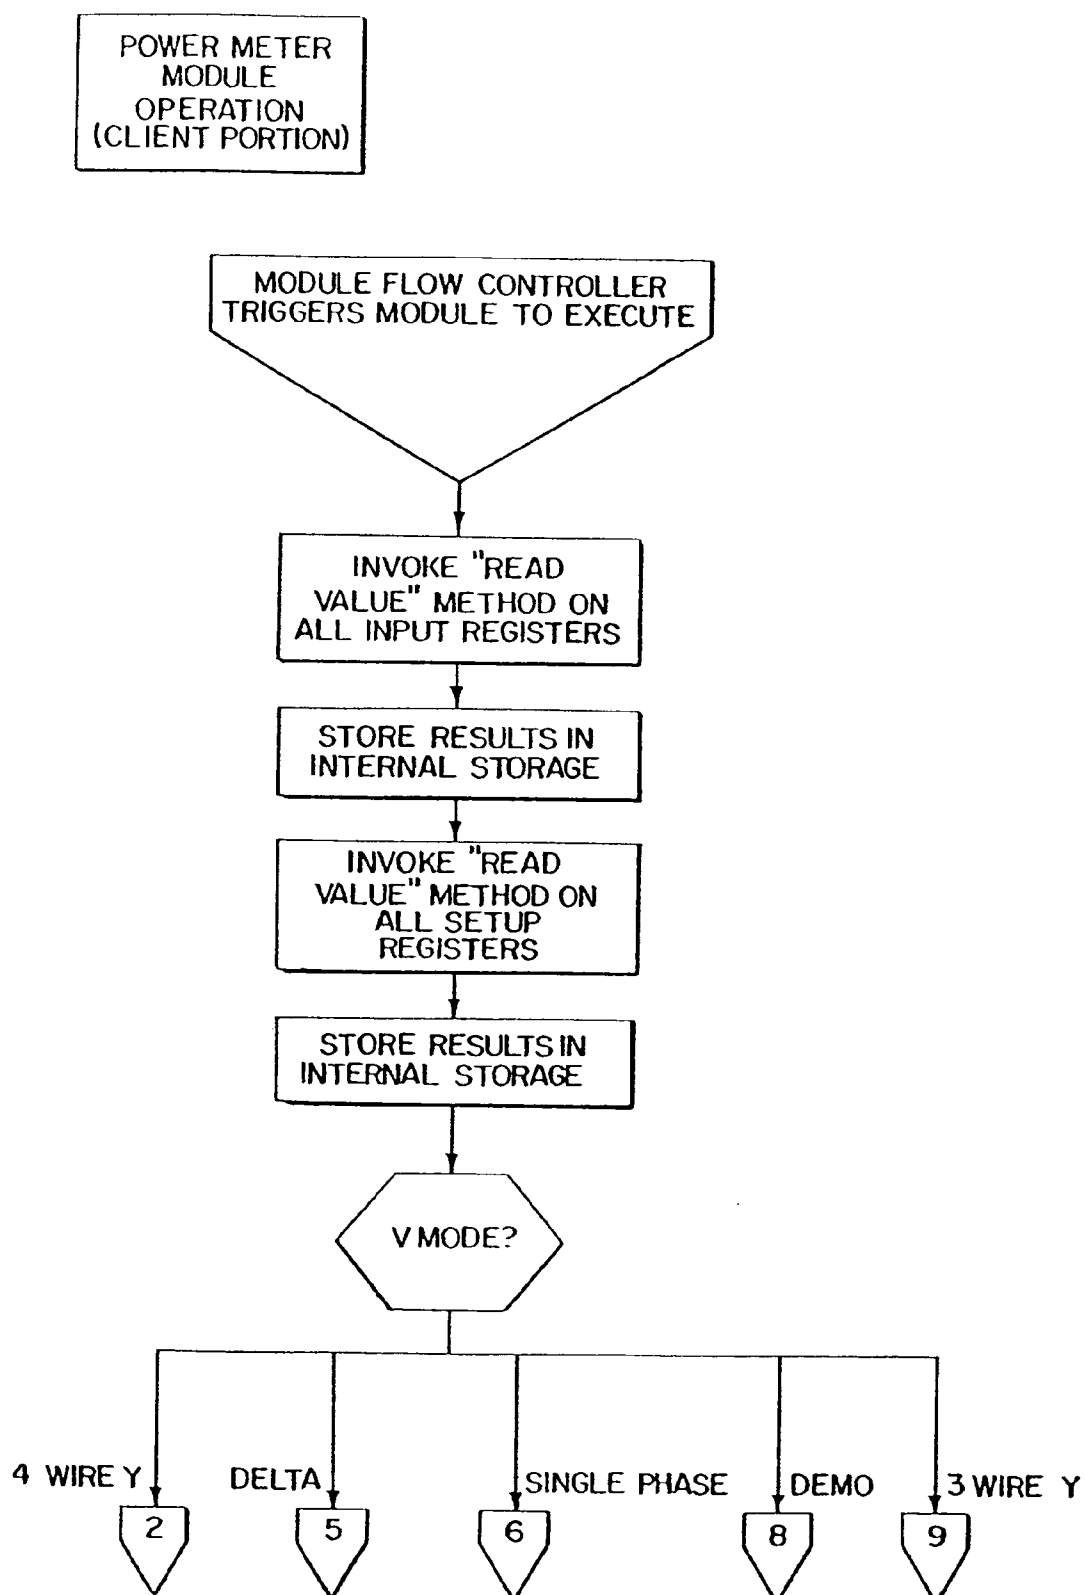 POWER METER
MODULE
OPERATION
(CLIENT PORTION)
MODULE FLOW CONTROLLER
TRIGGERS MODULE TO EXECUTE
INVOKE "READ
VALUE" METHOD ON
ALL INPUT REGISTERS
STORE RESULTS IN
INTERNAL STORAGE
INVOKE "READ
VALUE" METHOD ON
ALL SETUP
REGISTERS
STORE RESULTS IN
INTERNAL STORAGE
V MODE?
4 WIRE Y
DELTA
SINGLE PHASE
DEMO
3 WIRE Y
2
5
6
8
9